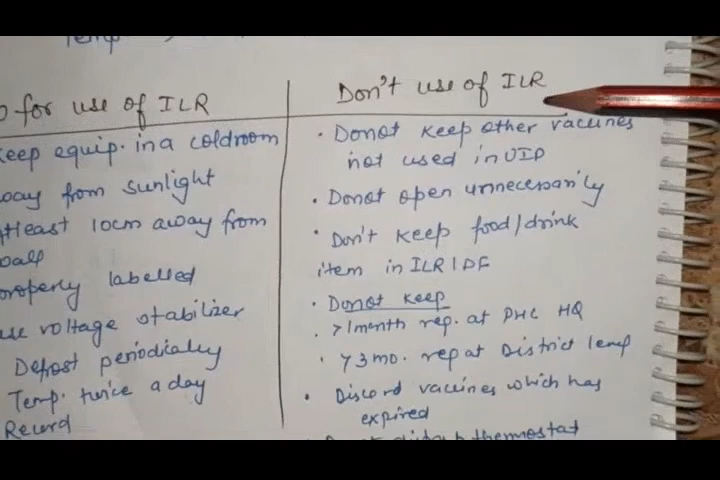 Temp
o for use of ILR
Keep equip. in a coldroom
away from sunlight
Atleast 10cm away from
wall
properly labelled
use voltage stabilizer
Defrost periodically
Temp. twice a day
Record
Don't use of ILR
• Donot keep other vaccines
not used in UIP
• Donot open unnecessarily
• Don't keep food/drink
item in ILR/DF
• Donot keep
• >1month rep. at PHC HQ
• >3mo. rep at District
• Discord vaccines which has
expired
thermostat